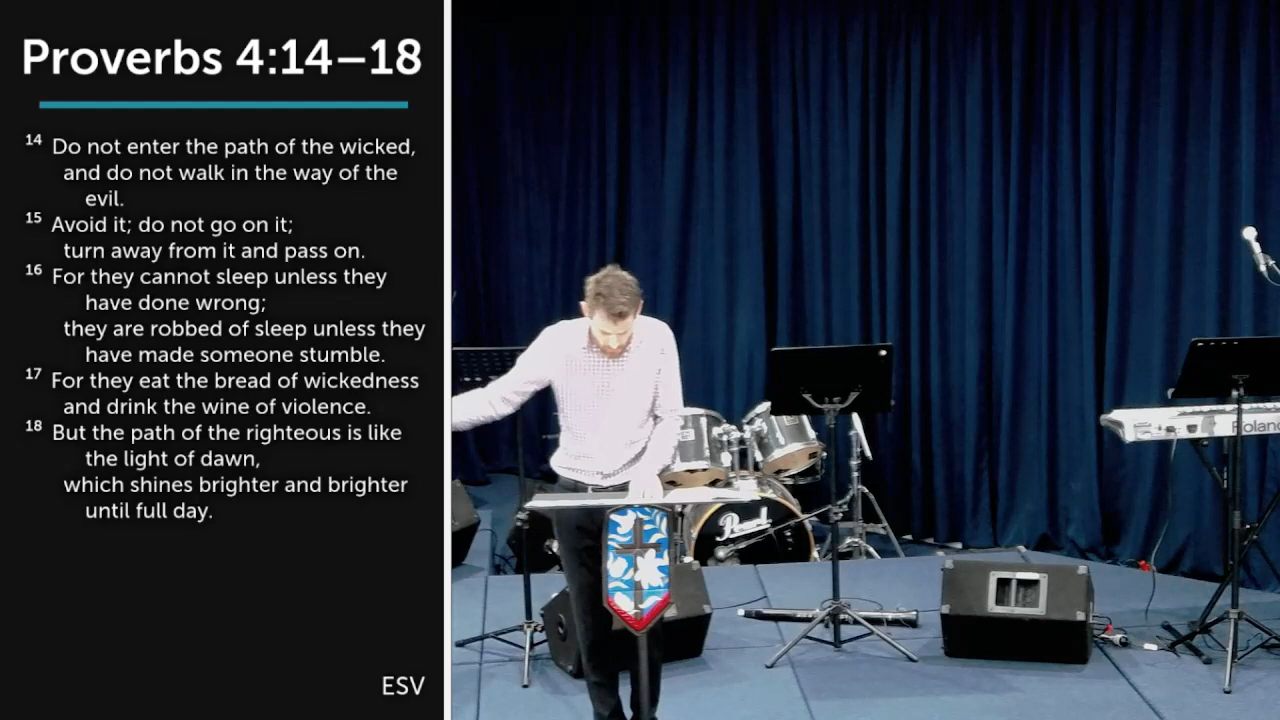 Proverbs 4:14–18
14 Do not enter the path of the wicked,
and do not walk in the way of the
evil.
15 Avoid it; do not go on it;
turn away from it and pass on.
16 For they cannot sleep unless they
have done wrong;
they are robbed of sleep unless they
have made someone stumble.
17 For they eat the bread of wickedness
and drink the wine of violence.
18 But the path of the righteous is like
the light of dawn,
which shines brighter and brighter
until full day.
ESV
Pearl
Roland